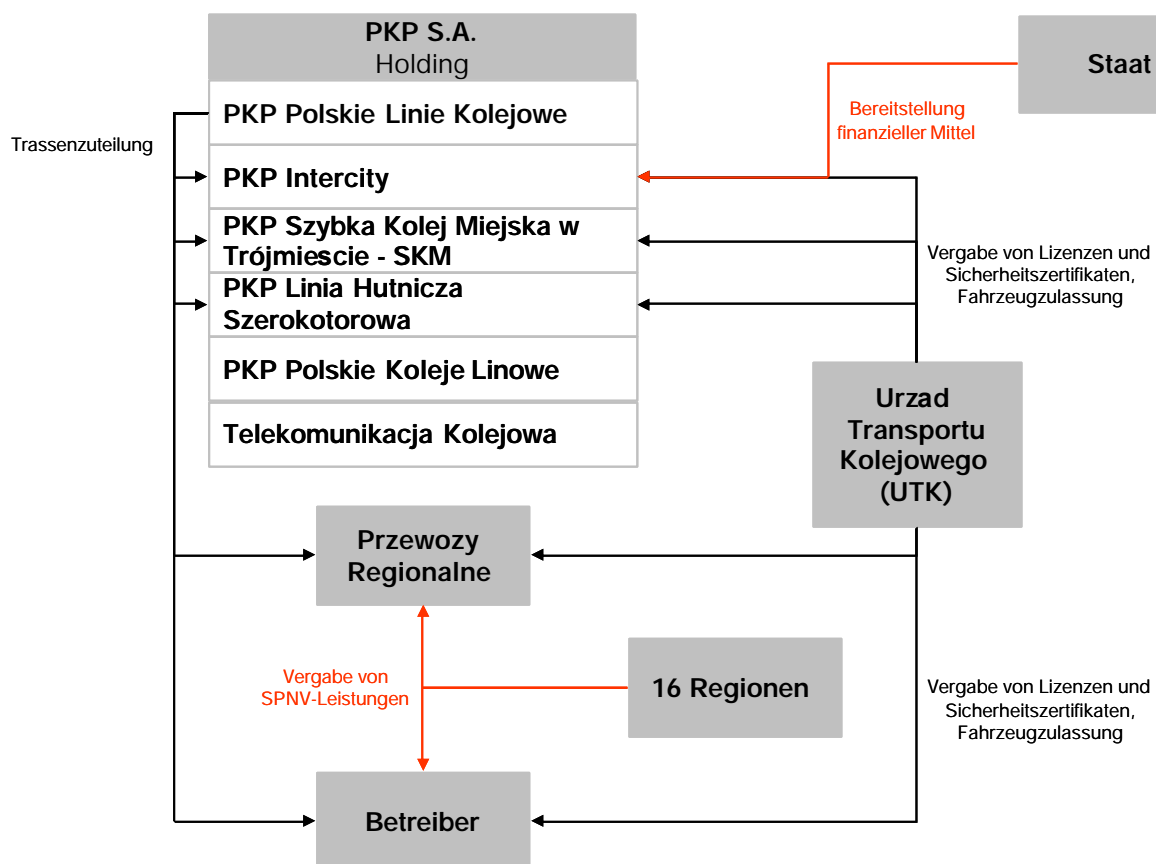 PKP S.A.
Holding
Staat
PKP Polskie Linie Kolejowe
Bereitstellung
finanzieller Mittel
Trassenzuteilung
PKP Intercity
PKP Szybka Kolej Miejska w
Trójmiescie - SKM
Vergabe von Lizenzen und
Sicherheitszertifikaten,
Fahrzeugzulassung
PKP Linia Hutnicza
Szerokotorowa
PKP Polskie Koleje Linowe
Telekomunikacja Kolejowa
Urzad
Transportu
Kolejowego
(UTK)
Przewozy
Regionalne
Vergabe von
SPNV-Leistungen
16 Regionen
Vergabe von Lizenzen und
Sicherheitszertifikaten,
Fahrzeugzulassung
Betreiber